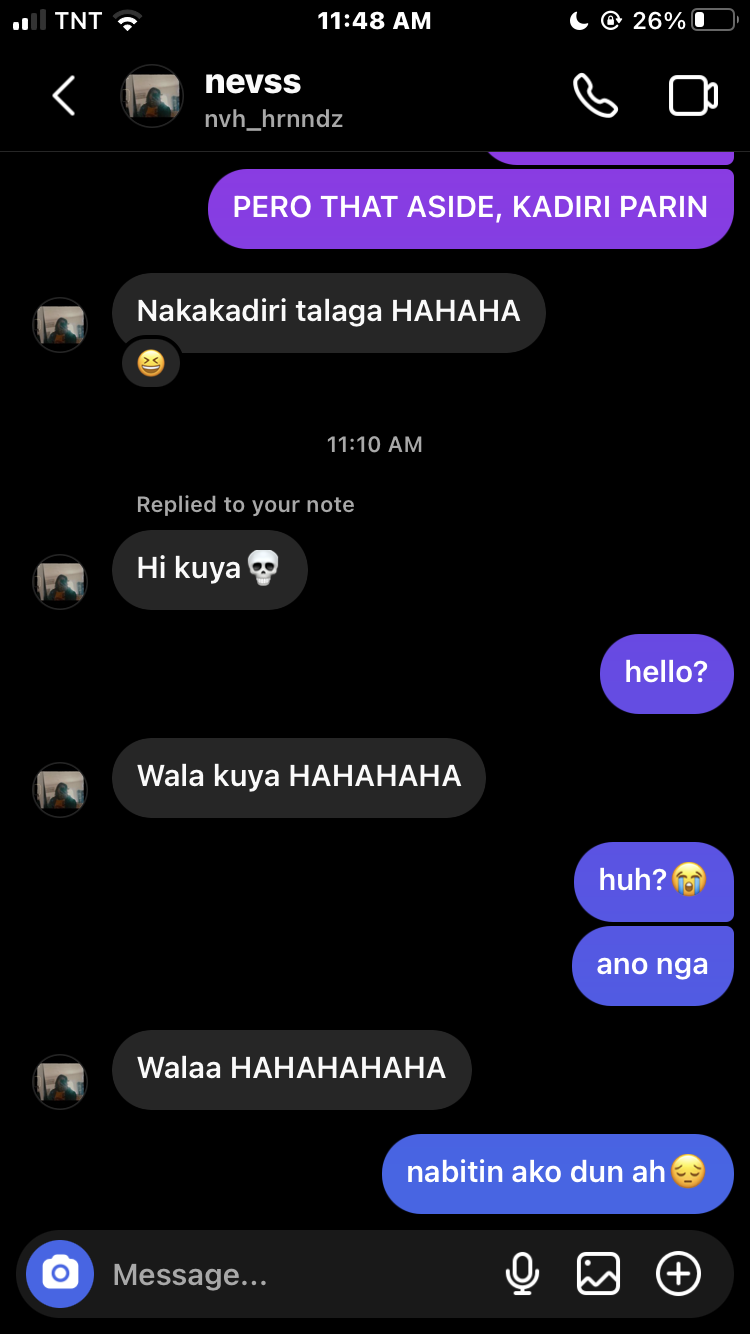 TNT 11:48 AM 26%
nevss
nvh_hrnndz
PERO THAT ASIDE, KADIRI PARIN
Nakakadiri talaga HAHAHA
😆
11:10 AM
Replied to your note
Hi kuya💀
hello?
Wala kuya HAHAHAHA
huh?😭
ano nga
Walaa HAHAHAHAHA
nabitin ako dun ah😔
Message...